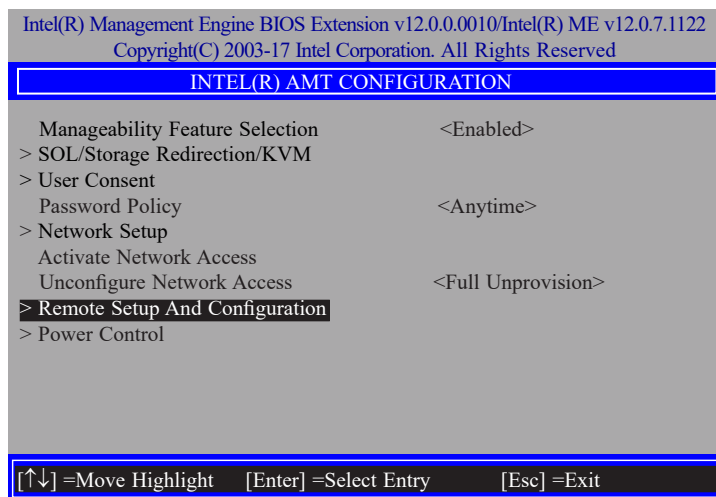 Intel(R) Management Engine BIOS Extension v12.0.0.0010/Intel(R) ME v12.0.7.1122
Copyright(C) 2003-17 Intel Corporation. All Rights Reserved
INTEL(R) AMT CONFIGURATION
Manageability Feature Selection <Enabled>
> SOL/Storage Redirection/KVM
> User Consent
Password Policy <Anytime>
> Network Setup
Activate Network Access
Unconfigure Network Access <Full Unprovision>
> Remote Setup And Configuration
> Power Control
[↑↓] =Move Highlight [Enter] =Select Entry [Esc] =Exit